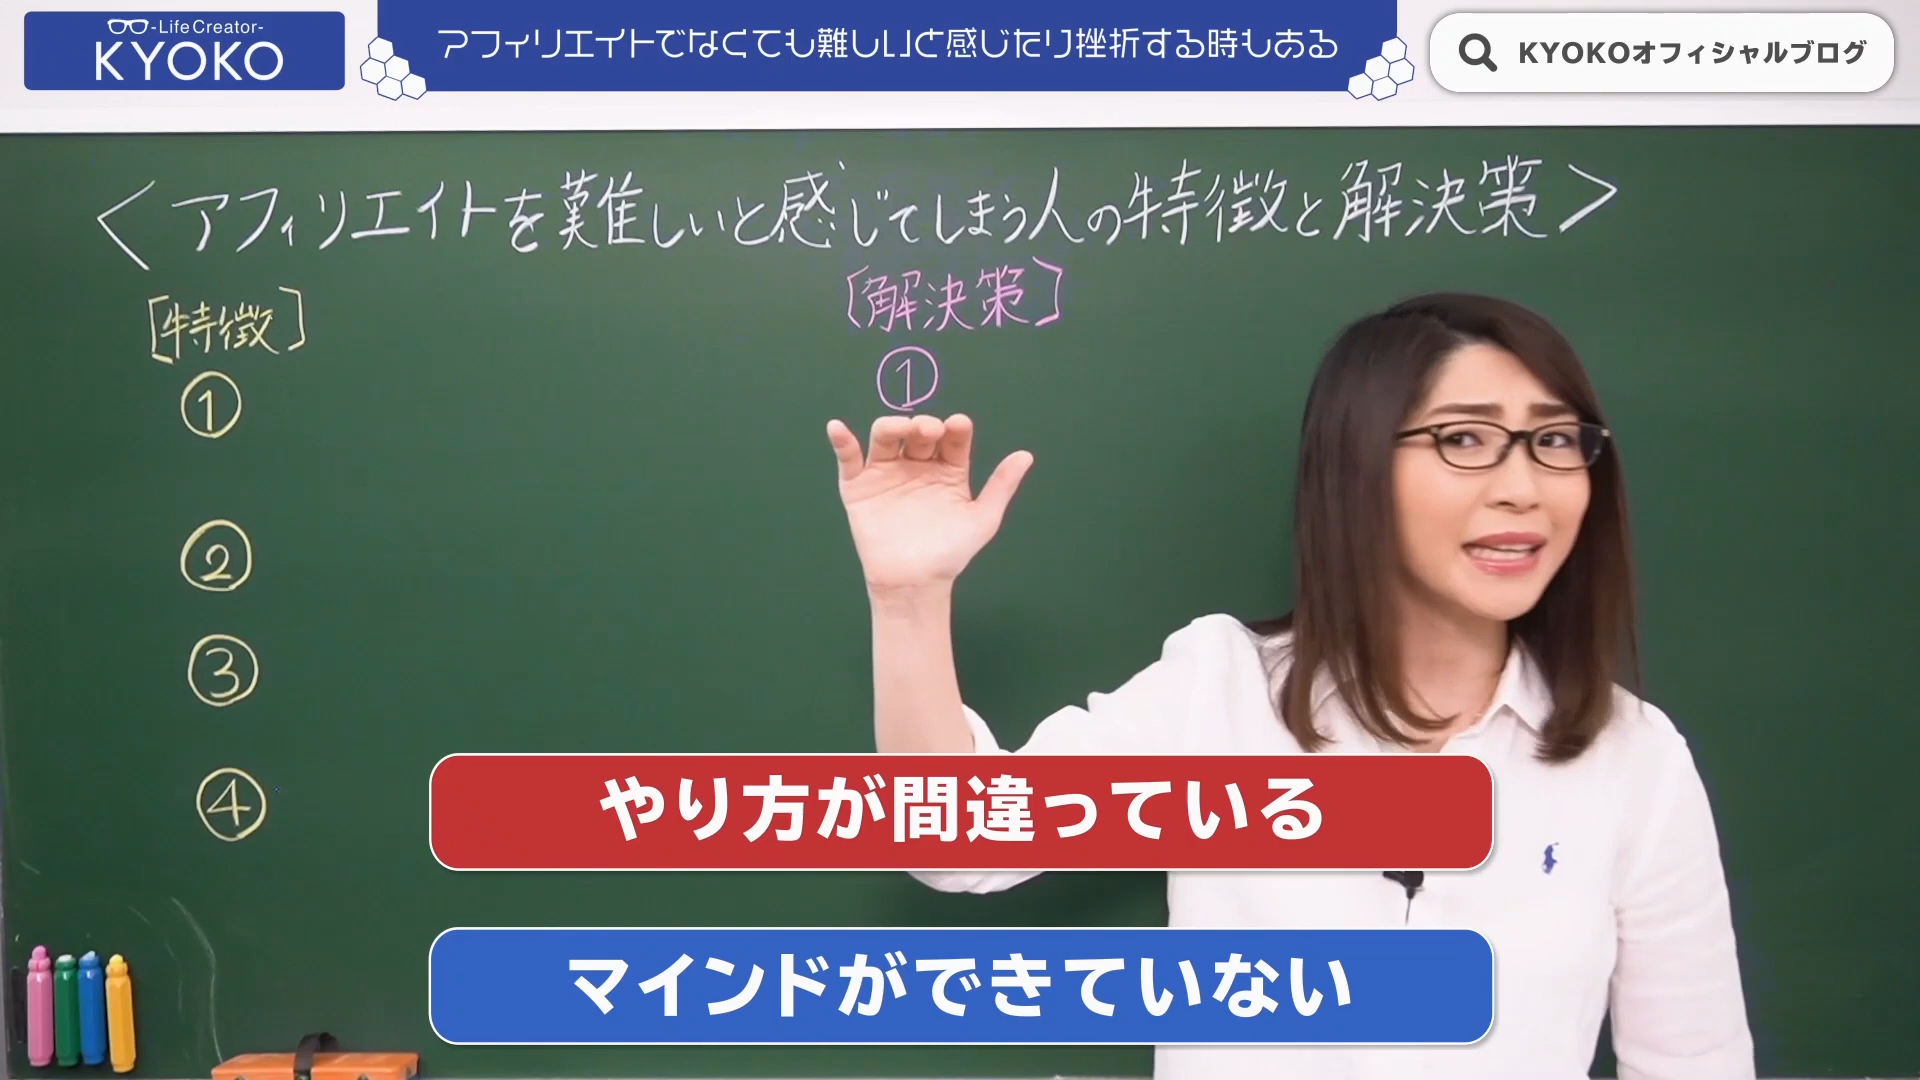 -Life Creator-
KYOKO
アフィリエイトでなくても難しいと感じたり挫折する時もある
KYOKOオフィシャルブログ
<アフィリエイトを難しいと感じてしまう人の特徴と解決策>
[特徴]
①
②
③
④
[解決策]
①
やり方が間違っている
マインドができていない